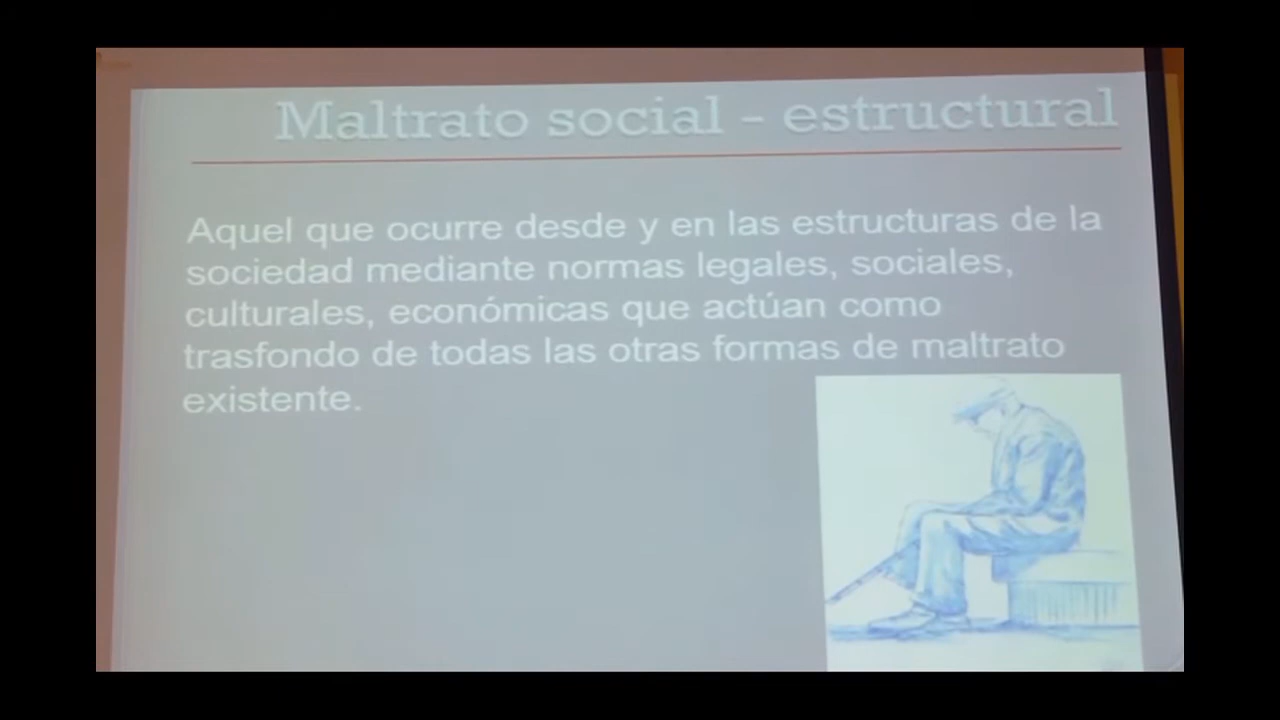 Maltrato social - estructural
Aquel que ocurre desde y en las estructuras de la
sociedad mediante normas legales, sociales,
culturales, económicas que actúan como
trasfondo de todas las otras formas de maltrato
existente.